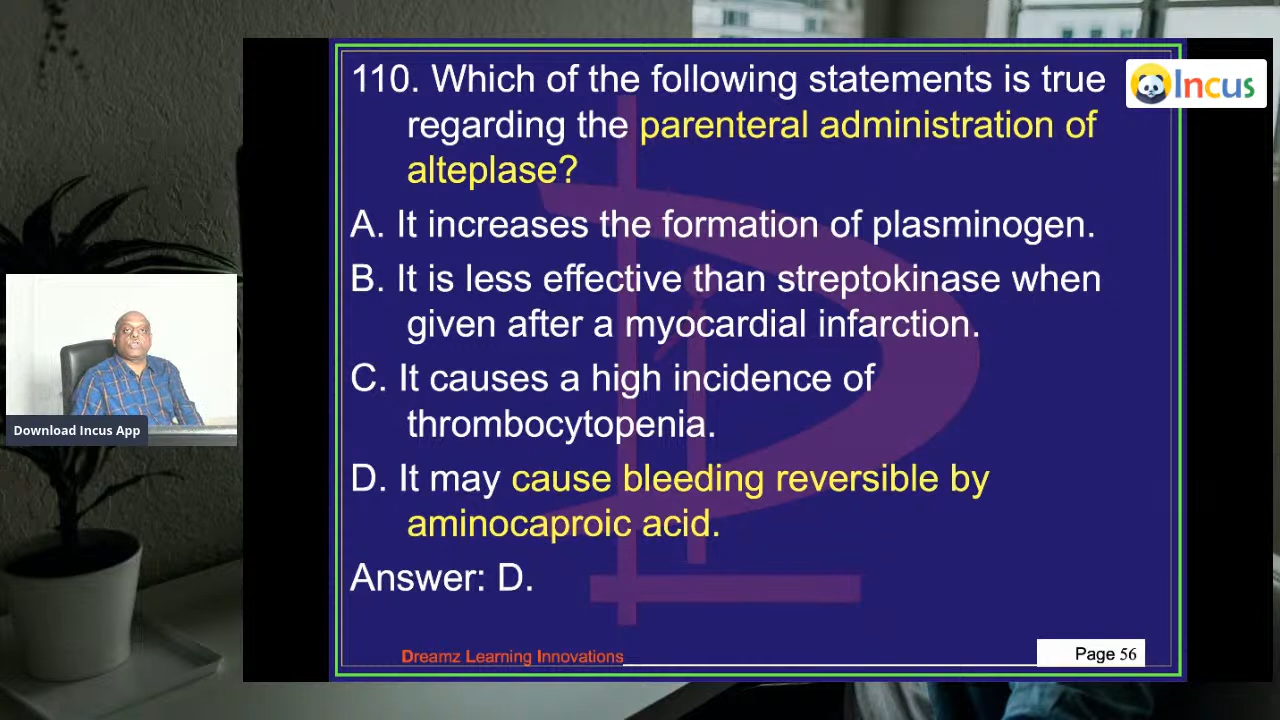 110. Which of the following statements is true
regarding the parenteral administration of
alteplase?
A. It increases the formation of plasminogen.
B. It is less effective than streptokinase when
given after a myocardial infarction.
C. It causes a high incidence of
thrombocytopenia.
D. It may cause bleeding reversible by
aminocaproic acid.
Answer: D.
Dreamz Learning Innovations
Page 56
Incus
Download Incus App